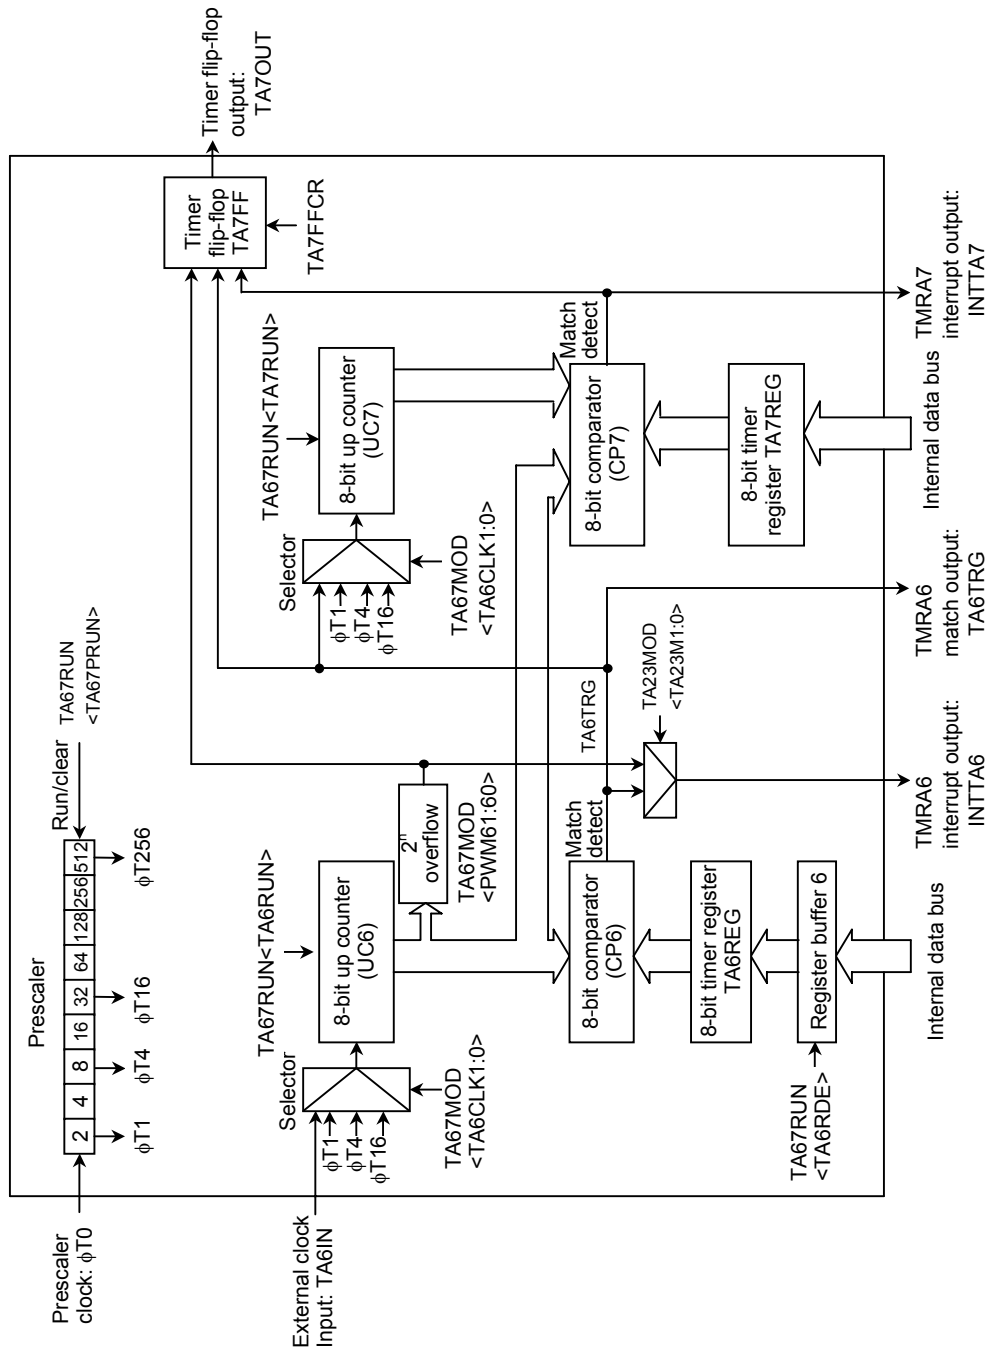 Prescaler
Prescaler
clock: ϕT0
2 4 8 16 32 64 128 256 512
Run/clear
TA67RUN
<TA67PRUN>
ϕT1
ϕT4
ϕT16
ϕT256
External clock
Input: TA6IN
ϕT1
ϕT4
ϕT16
Selector
TA67MOD
<TA6CLK1:0>
TA67RUN<TA6RUN>
8-bit up counter
(UC6)
2n
overflow
TA67MOD
<PWM61:60>
Selector
ϕT1
ϕT4
ϕT16
TA67MOD
<TA6CLK1:0>
TA67RUN<TA7RUN>
8-bit up counter
(UC7)
Timer
flip-flop
TA7FF
TA7FFCR
Timer flip-flop
output:
TA7OUT
8-bit comparator
(CP6)
Match
detect
TA6TRG
TA23MOD
<TA23M1:0>
8-bit comparator
(CP7)
Match
detect
8-bit timer register
TA6REG
8-bit timer
register TA7REG
Register buffer 6
TA67RUN
<TA6RDE>
Internal data bus
TMRA6
interrupt output:
INTTA6
TMRA6
match output:
TA6TRG
Internal data bus
TMRA7
interrupt output:
INTTA7